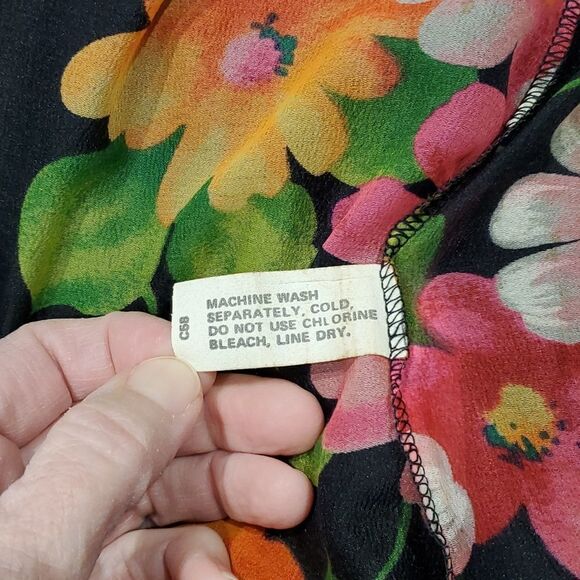 C58
MACHINE WASH
SEPARATELY, COLD,
DO NOT USE CHLORINE
BLEACH, LINE DRY.